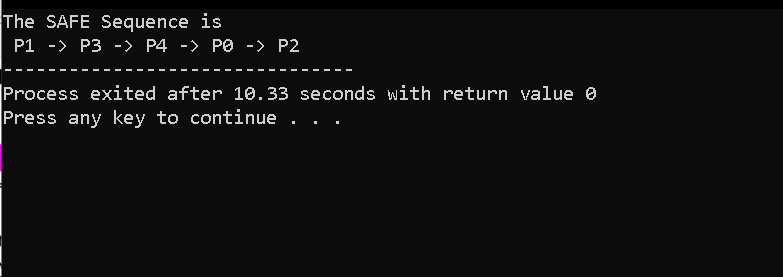 The SAFE Sequence is
P1 -> P3 -> P4 -> P0 -> P2
--------------------------------
Process exited after 10.33 seconds with return value 0
Press any key to continue . . .